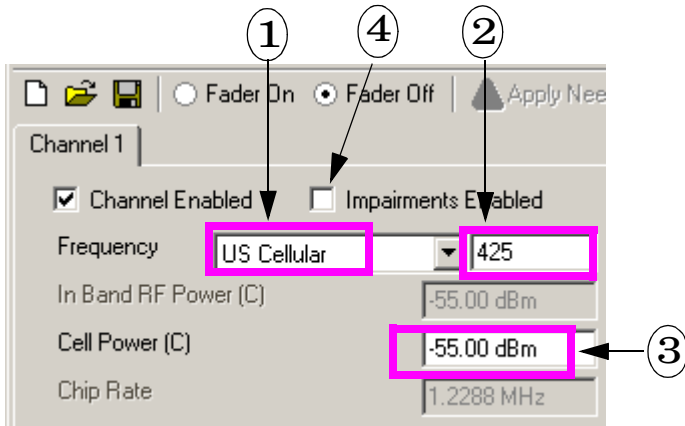 1 4 2
Fader On Fader Off Apply Nee
Channel 1
Channel Enabled Impairments Enabled
Frequency US Cellular 425
In Band RF Power (C) -55.00 dBm
Cell Power (C) -55.00 dBm
3
Chip Rate 1.2288 MHz